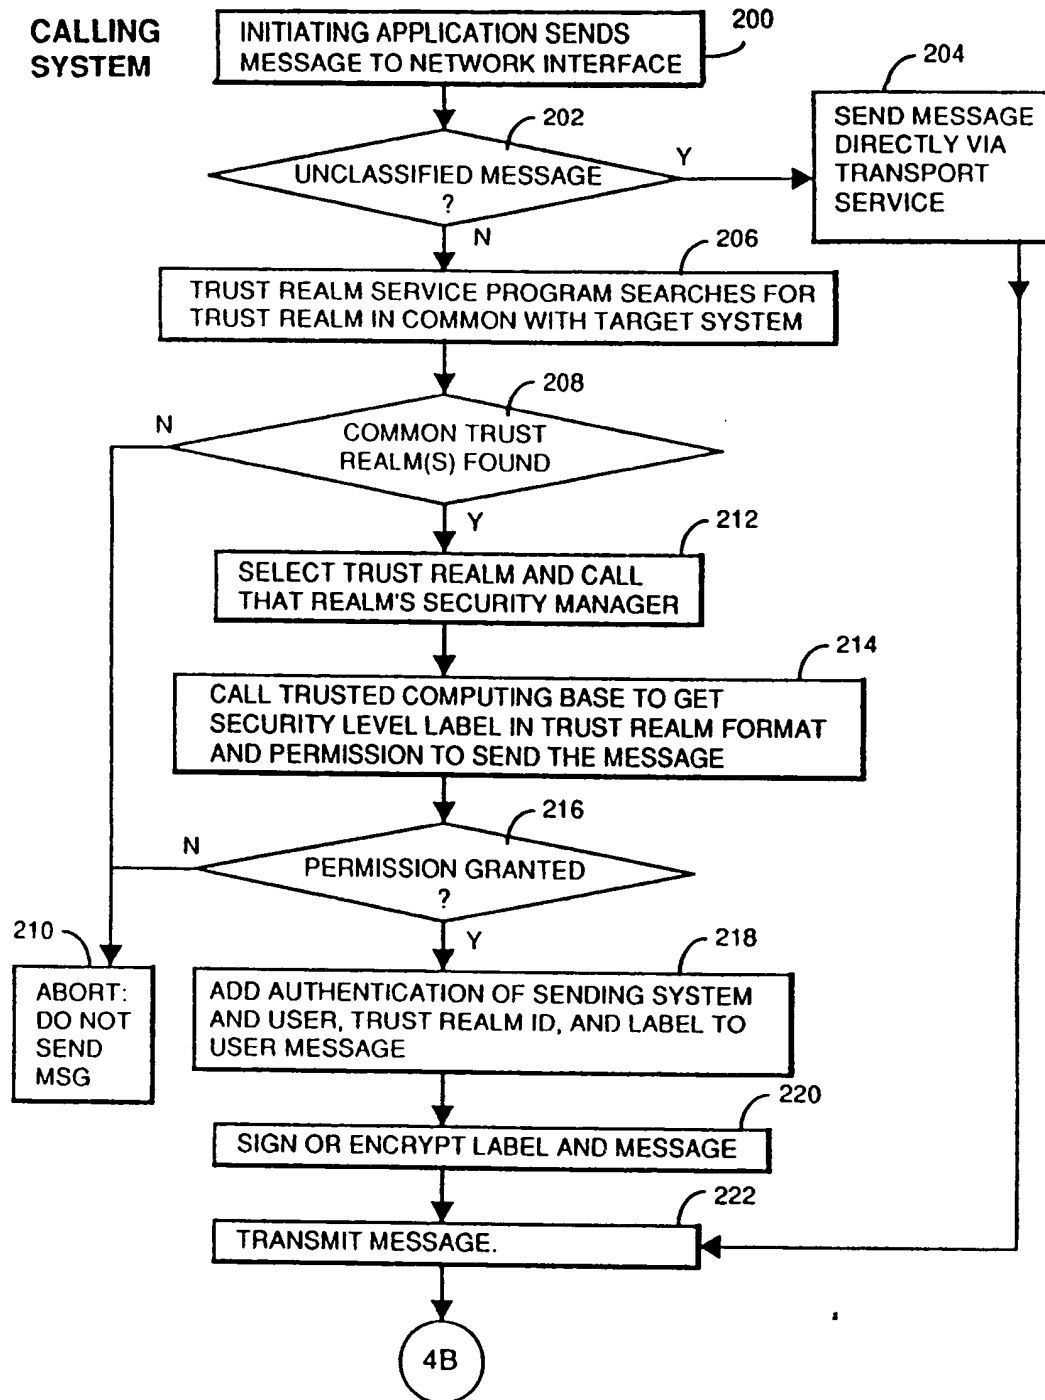 CALLING
SYSTEM
INITIATING APPLICATION SENDS
MESSAGE TO NETWORK INTERFACE
200
202
UNCLASSIFIED MESSAGE
?
Y
N
204
SEND MESSAGE
DIRECTLY VIA
TRANSPORT
SERVICE
206
TRUST REALM SERVICE PROGRAM SEARCHES FOR
TRUST REALM IN COMMON WITH TARGET SYSTEM
208
COMMON TRUST
REALM(S) FOUND
N
Y
212
SELECT TRUST REALM AND CALL
THAT REALM'S SECURITY MANAGER
214
CALL TRUSTED COMPUTING BASE TO GET
SECURITY LEVEL LABEL IN TRUST REALM FORMAT
AND PERMISSION TO SEND THE MESSAGE
216
PERMISSION GRANTED
?
N
Y
210
ABORT:
DO NOT
SEND
MSG
218
ADD AUTHENTICATION OF SENDING SYSTEM
AND USER, TRUST REALM ID, AND LABEL TO
USER MESSAGE
220
SIGN OR ENCRYPT LABEL AND MESSAGE
222
TRANSMIT MESSAGE.
4B